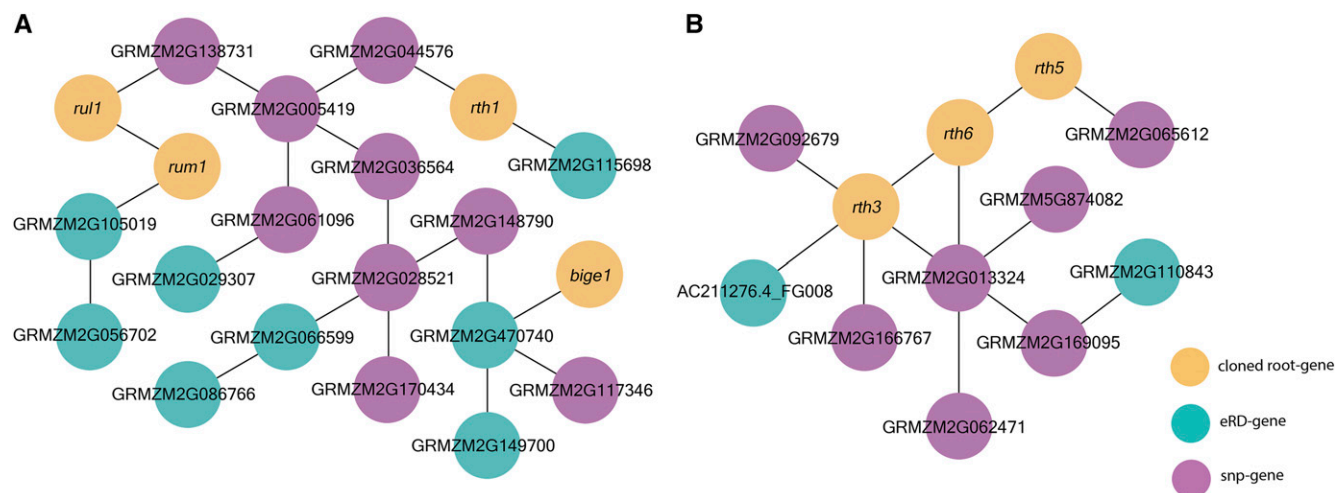 A
GRMZM2G138731
GRMZM2G044576
rul1
GRMZM2G005419
rth1
rum1
GRMZM2G036564
GRMZM2G115698
GRMZM2G105019
GRMZM2G061096
GRMZM2G148790
GRMZM2G029307
GRMZM2G028521
bige1
GRMZM2G056702
GRMZM2G066599
GRMZM2G470740
GRMZM2G086766
GRMZM2G170434
GRMZM2G117346
GRMZM2G149700
B
rth5
GRMZM2G092679
rth6
GRMZM2G065612
rth3
GRMZM5G874082
AC211276.4_FG008
GRMZM2G013324
GRMZM2G110843
GRMZM2G166767
GRMZM2G169095
GRMZM2G062471
cloned root-gene
eRD-gene
snp-gene